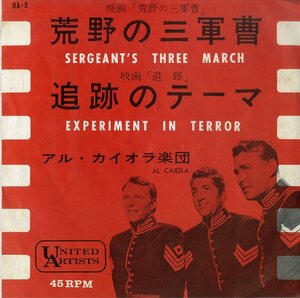 UA-3
映画「荒野の三軍曹」
荒野の三軍曹
SERGEANT'S THREE MARCH
映画「追 跡」
追跡のテーマ
EXPERIMENT IN TERROR
アル・カイオラ楽団
AL CAIOLA
UNITED
ARTISTS
45 RPM